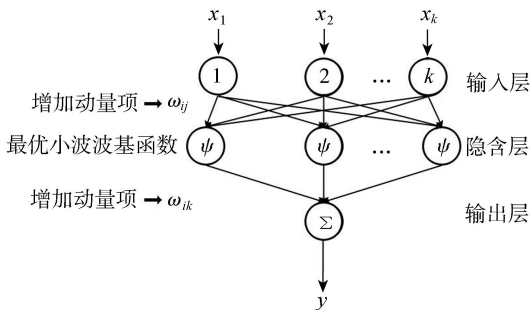 x₁ x₂ xₖ
1 2 ... k 输入层
增加动量项 → ωᵢⱼ
最优小波波基函数 ψ ψ ... ψ 隐含层
增加动量项 → ωᵢₖ
Σ 输出层
y